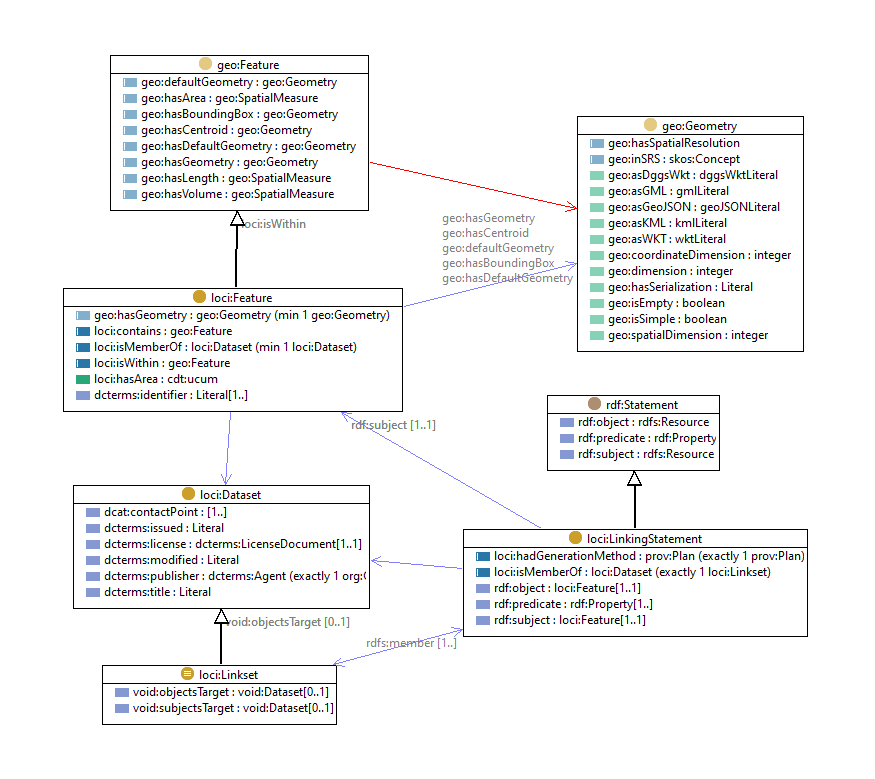 geo:Feature
geo:defaultGeometry : geo:Geometry
geo:hasArea : geo:SpatialMeasure
geo:hasBoundingBox : geo:Geometry
geo:hasCentroid : geo:Geometry
geo:hasDefaultGeometry : geo:Geometry
geo:hasGeometry : geo:Geometry
geo:hasLength : geo:SpatialMeasure
geo:hasVolume : geo:SpatialMeasure
geo:Geometry
geo:hasSpatialResolution
geo:inSRS : skos:Concept
geo:asDggsWkt : dggsWktLiteral
geo:asGML : gmlLiteral
geo:asGeoJSON : geoJSONLiteral
geo:asKML : kmlLiteral
geo:asWKT : wktLiteral
geo:coordinateDimension : integer
geo:dimension : integer
geo:hasSerialization : Literal
geo:isEmpty : boolean
geo:isSimple : boolean
geo:spatialDimension : integer
loci:isWithin
geo:hasGeometry
geo:hasCentroid
geo:defaultGeometry
geo:hasBoundingBox
geo:hasDefaultGeometry
loci:Feature
geo:hasGeometry : geo:Geometry (min 1 geo:Geometry)
loci:contains : geo:Feature
loci:isMemberOf : loci:Dataset (min 1 loci:Dataset)
loci:isWithin : geo:Feature
loci:hasArea : cdt:ucum
dcterms:identifier : Literal[1..]
rdf:subject [1..1]
rdf:Statement
rdf:object : rdfs:Resource
rdf:predicate : rdf:Property
rdf:subject : rdfs:Resource
loci:Dataset
dcat:contactPoint : [1..]
dcterms:issued : Literal
dcterms:license : dcterms:LicenseDocument[1..1]
dcterms:modified : Literal
dcterms:publisher : dcterms:Agent (exactly 1 org:
dcterms:title : Literal
loci:LinkingStatement
loci:hadGenerationMethod : prov:Plan (exactly 1 prov:Plan)
loci:isMemberOf : loci:Dataset (exactly 1 loci:Linkset)
rdf:object : loci:Feature[1..1]
rdf:predicate : rdf:Property[1..]
rdf:subject : loci:Feature[1..1]
void:objectsTarget [0..1]
rdfs:member [1..]
loci:Linkset
void:objectsTarget : void:Dataset[0..1]
void:subjectsTarget : void:Dataset[0..1]